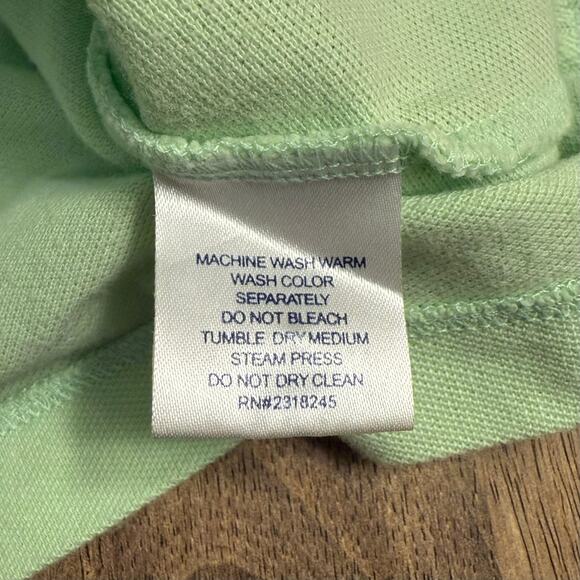 MACHINE WASH WARM
WASH COLOR
SEPARATELY
DO NOT BLEACH
TUMBLE DRY MEDIUM
STEAM PRESS
DO NOT DRY CLEAN
RN#2318245